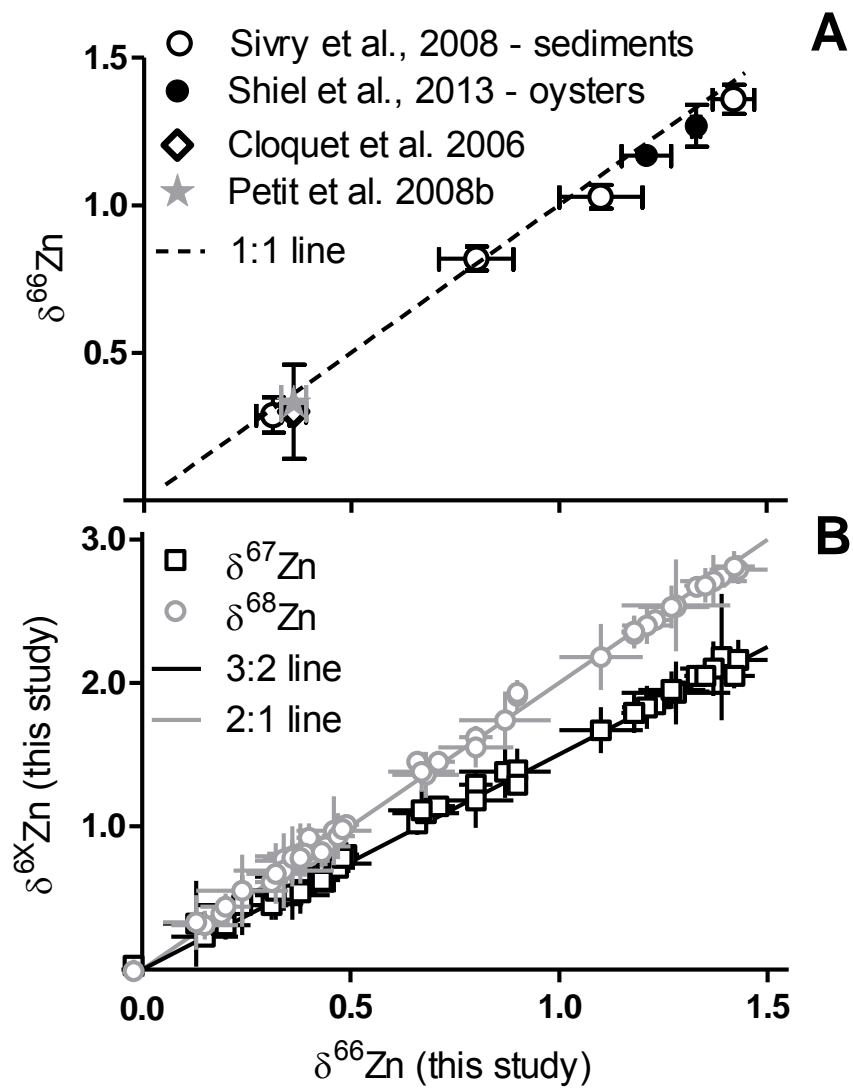 A
Sivry et al., 2008 - sediments
Shiel et al., 2013 - oysters
Cloquet et al. 2006
Petit et al. 2008b
1:1 line
1.5
1.0
0.5
δ⁶⁶Zn
B
δ⁶⁷Zn
δ⁶⁸Zn
3:2 line
2:1 line
3.0
2.0
1.0
δ⁶ˣZn (this study)
0.0 0.5 1.0 1.5
δ⁶⁶Zn (this study)